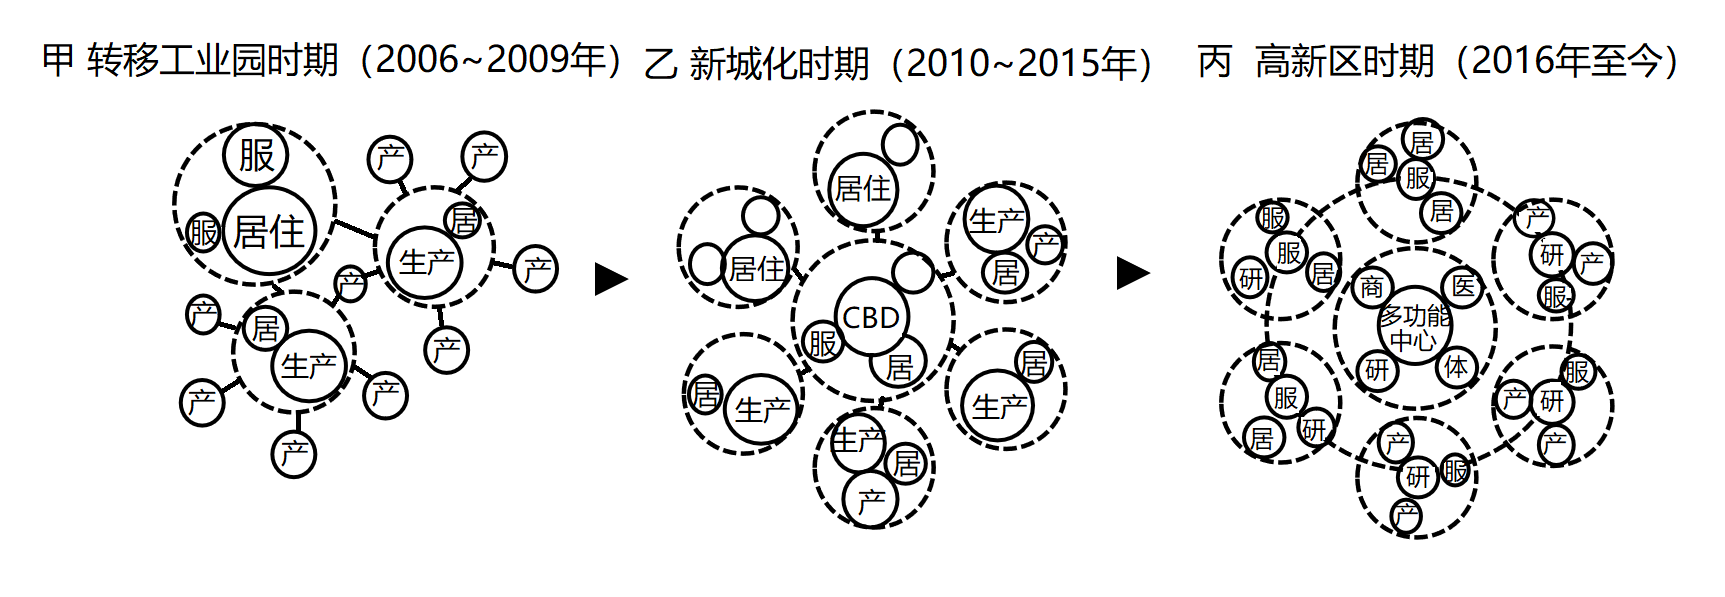 甲 转移工业园时期（2006~2009年）
乙 新城化时期（2010~2015年）
丙 高新区时期（2016年至今）
服
服
居住
产
产
居
生产
产
产
产
产
居
生产
产
产
产
居住
居住
生产
产
居
CBD
服
居
居
生产
居
生产
生产
居
产
居
居
服
居
服
服
研
居
产
研
产
服
商
医
多功能
中心
研
体
居
服
居
研
服
产
研
产
产
研
服
产